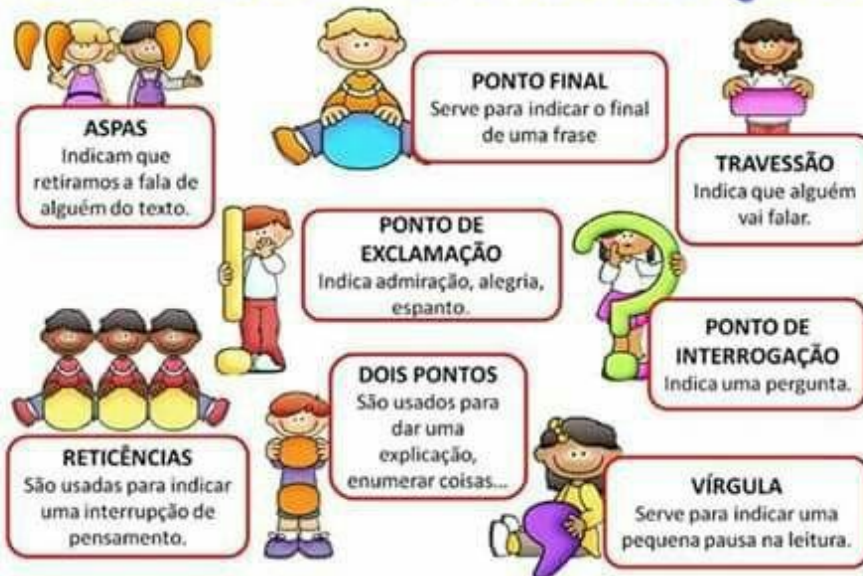 ASPAS
Indicam que
retiramos a fala de
alguém do texto.
PONTO FINAL
Serve para indicar o final
de uma frase
TRAVESSÃO
Indica que alguém
vai falar.
PONTO DE
EXCLAMAÇÃO
Indica admiração, alegria,
espanto.
PONTO DE
INTERROGAÇÃO
Indica uma pergunta.
RETICÊNCIAS
São usadas para indicar
uma interrupção de
pensamento.
DOIS PONTOS
São usados para
dar uma
explicação,
enumerar coisas...
VÍRGULA
Serve para indicar uma
pequena pausa na leitura.